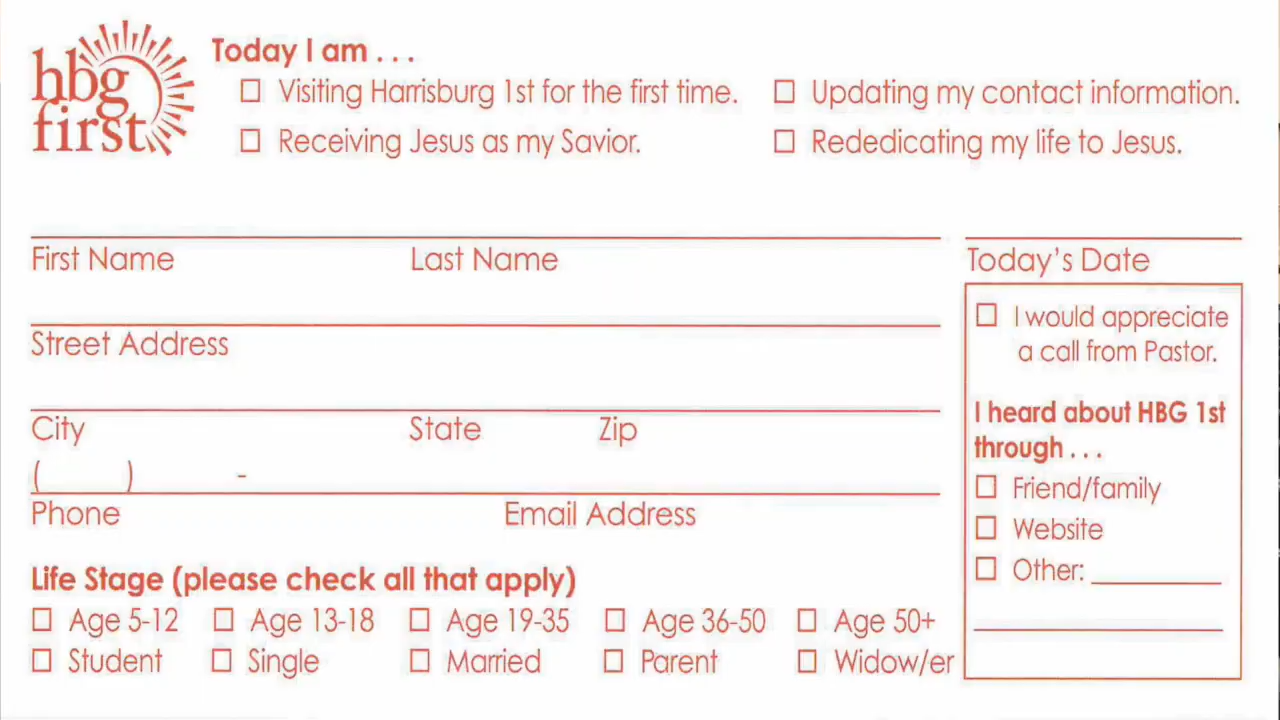 hbg
first
Today I am . . .
☐ Visiting Harrisburg 1st for the first time. ☐ Updating my contact information.
☐ Receiving Jesus as my Savior. ☐ Rededicating my life to Jesus.
First Name Last Name Today's Date
Street Address
City State Zip
( ) -
Phone Email Address
☐ I would appreciate
a call from Pastor.
I heard about HBG 1st
through . . .
☐ Friend/family
☐ Website
☐ Other: __________
Life Stage (please check all that apply)
☐ Age 5-12 ☐ Age 13-18 ☐ Age 19-35 ☐ Age 36-50 ☐ Age 50+
☐ Student ☐ Single ☐ Married ☐ Parent ☐ Widow/er